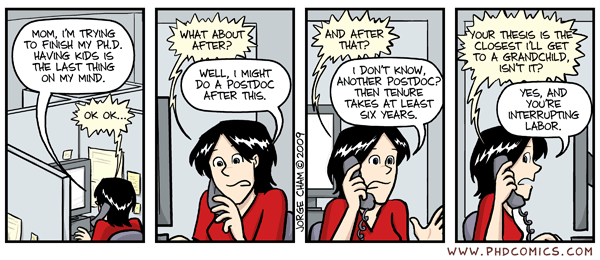 MOM, I'M TRYING
TO FINISH MY PH.D.
HAVING KIDS IS
THE LAST THING
ON MY MIND.
OK OK...
WHAT ABOUT
AFTER?
WELL, I MIGHT
DO A POSTDOC
AFTER THIS.
AND AFTER
THAT?
I DON'T KNOW,
ANOTHER POSTDOC?
THEN TENURE
TAKES AT LEAST
SIX YEARS.
YOUR THESIS IS THE
CLOSEST I'LL GET
TO A GRANDCHILD,
ISN'T IT?
YES, AND
YOU'RE
INTERRUPTING
LABOR.
JORGE CHAM © 2009
WWW.PHDCOMICS.COM